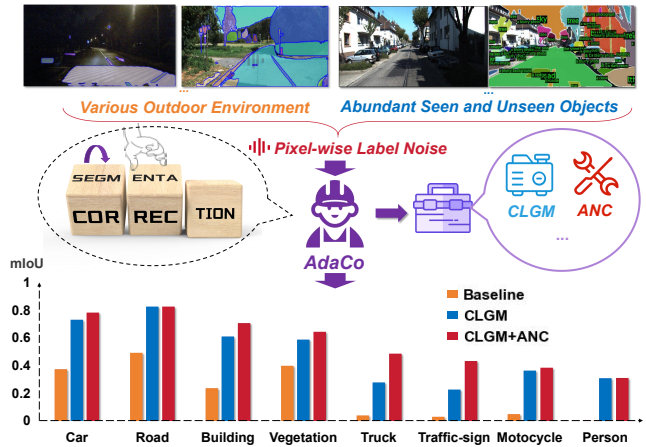 ...
...
Various Outdoor Environment
Abundant Seen and Unseen Objects
Pixel-wise Label Noise
SEGM ENTA
COR REC TION
CLGM
ANC
...
AdaCo
mIoU
1
0.8
0.6
0.4
0.2
0
Baseline
CLGM
CLGM+ANC
Car Road Building Vegetation Truck Traffic-sign Motocycle Person